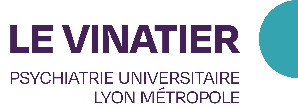 LE VINATIER
PSYCHIATRIE UNIVERSITAIRE
LYON MÉTROPOLE